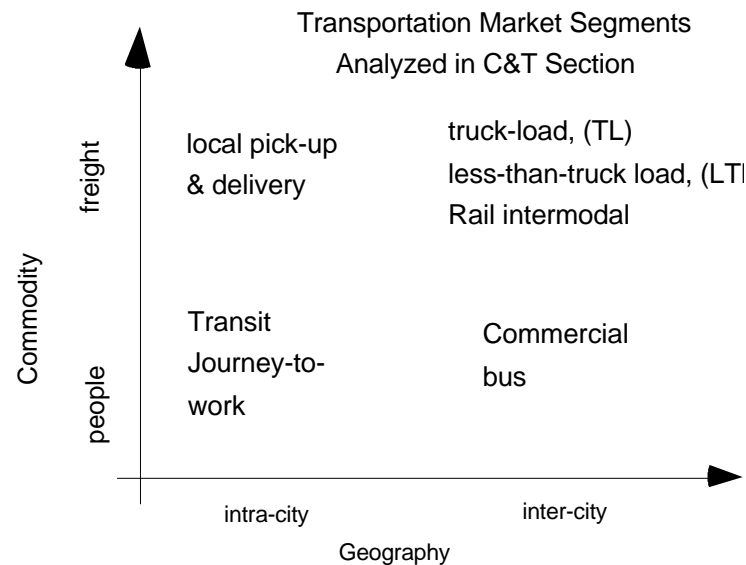 Transportation Market Segments
Analyzed in C&T Section
local pick-up
& delivery
truck-load, (TL)
less-than-truck load, (LTL
Rail intermodal
freight
Commodity
people
Transit
Journey-to-
work
Commercial
bus
intra-city
inter-city
Geography